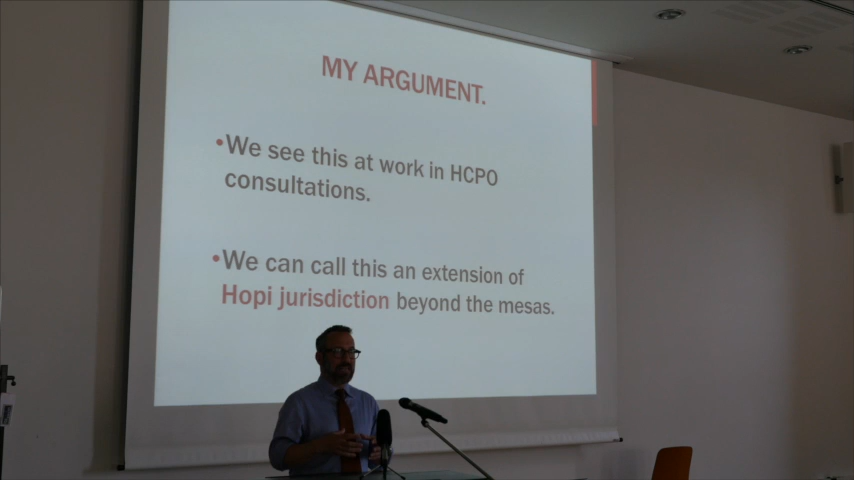 MY ARGUMENT.
•We see this at work in HCPO
consultations.
•We can call this an extension of
Hopi jurisdiction beyond the mesas.